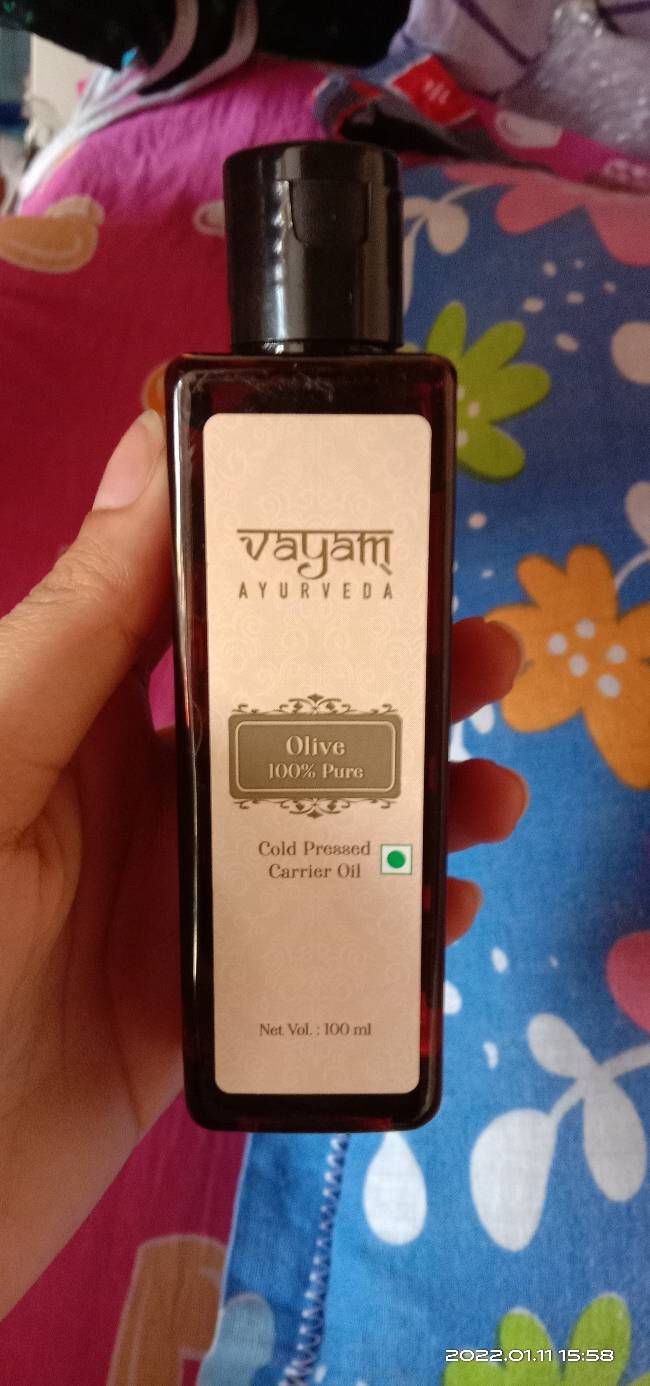 vayam
AYURVEDA
Olive
100% Pure
Cold Pressed
Carrier Oil
Net Vol. : 100 ml
2022.01.11 15:58